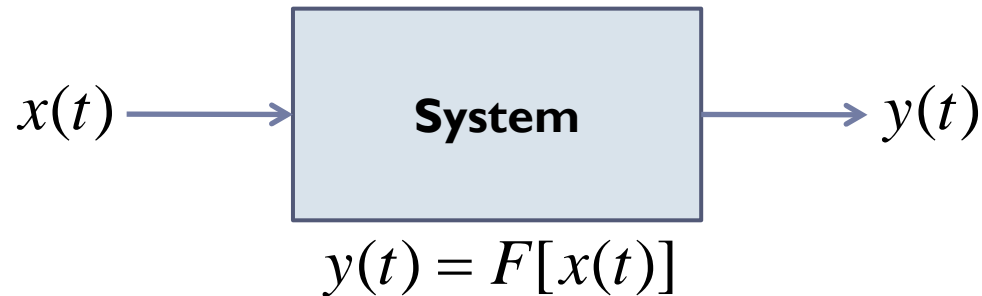 x(t) System y(t)
y(t) = F[x(t)]